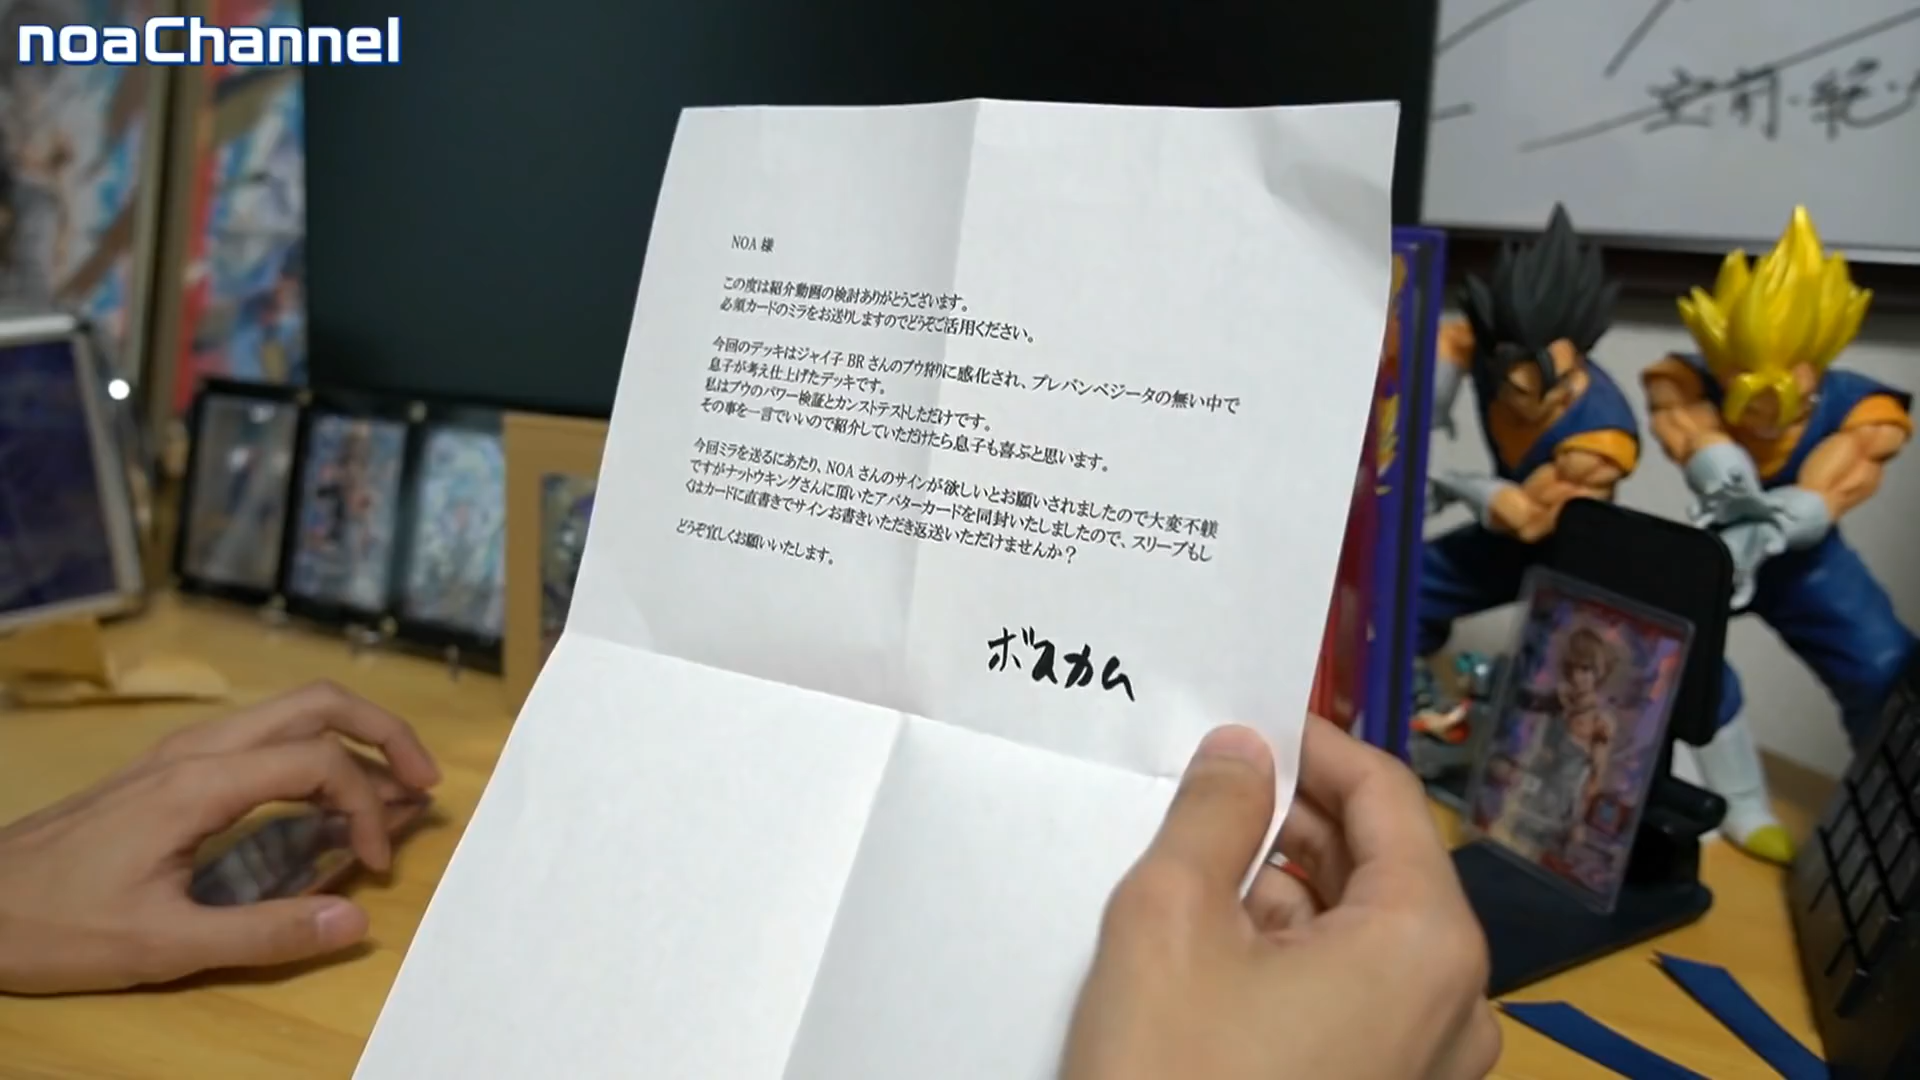 noaChannel
NOA 様
この度は紹介動画の検討ありがとうございます。
必須カードのミラをお送りしますのでどうぞご活用ください。
今回のデッキはジャイ子 BR さんのブウ狩りに感化され、プレバンベジータの無い中で
息子が考え仕上げたデッキです。
私はブウのパワー検証とカンストテストしただけです。
その事を一言でいいので紹介していただけたら息子も喜ぶと思います。
今回ミラを送るにあたり、NOA さんのサインが欲しいとお願いされましたので大変不躾
ですがナットウキングさんに頂いたアバターカードを同封いたしましたので、スリーブもし
くはカードに直書きでサインお書きいただき返送いただけませんか？
どうぞ宜しくお願いいたします。
ボスカム